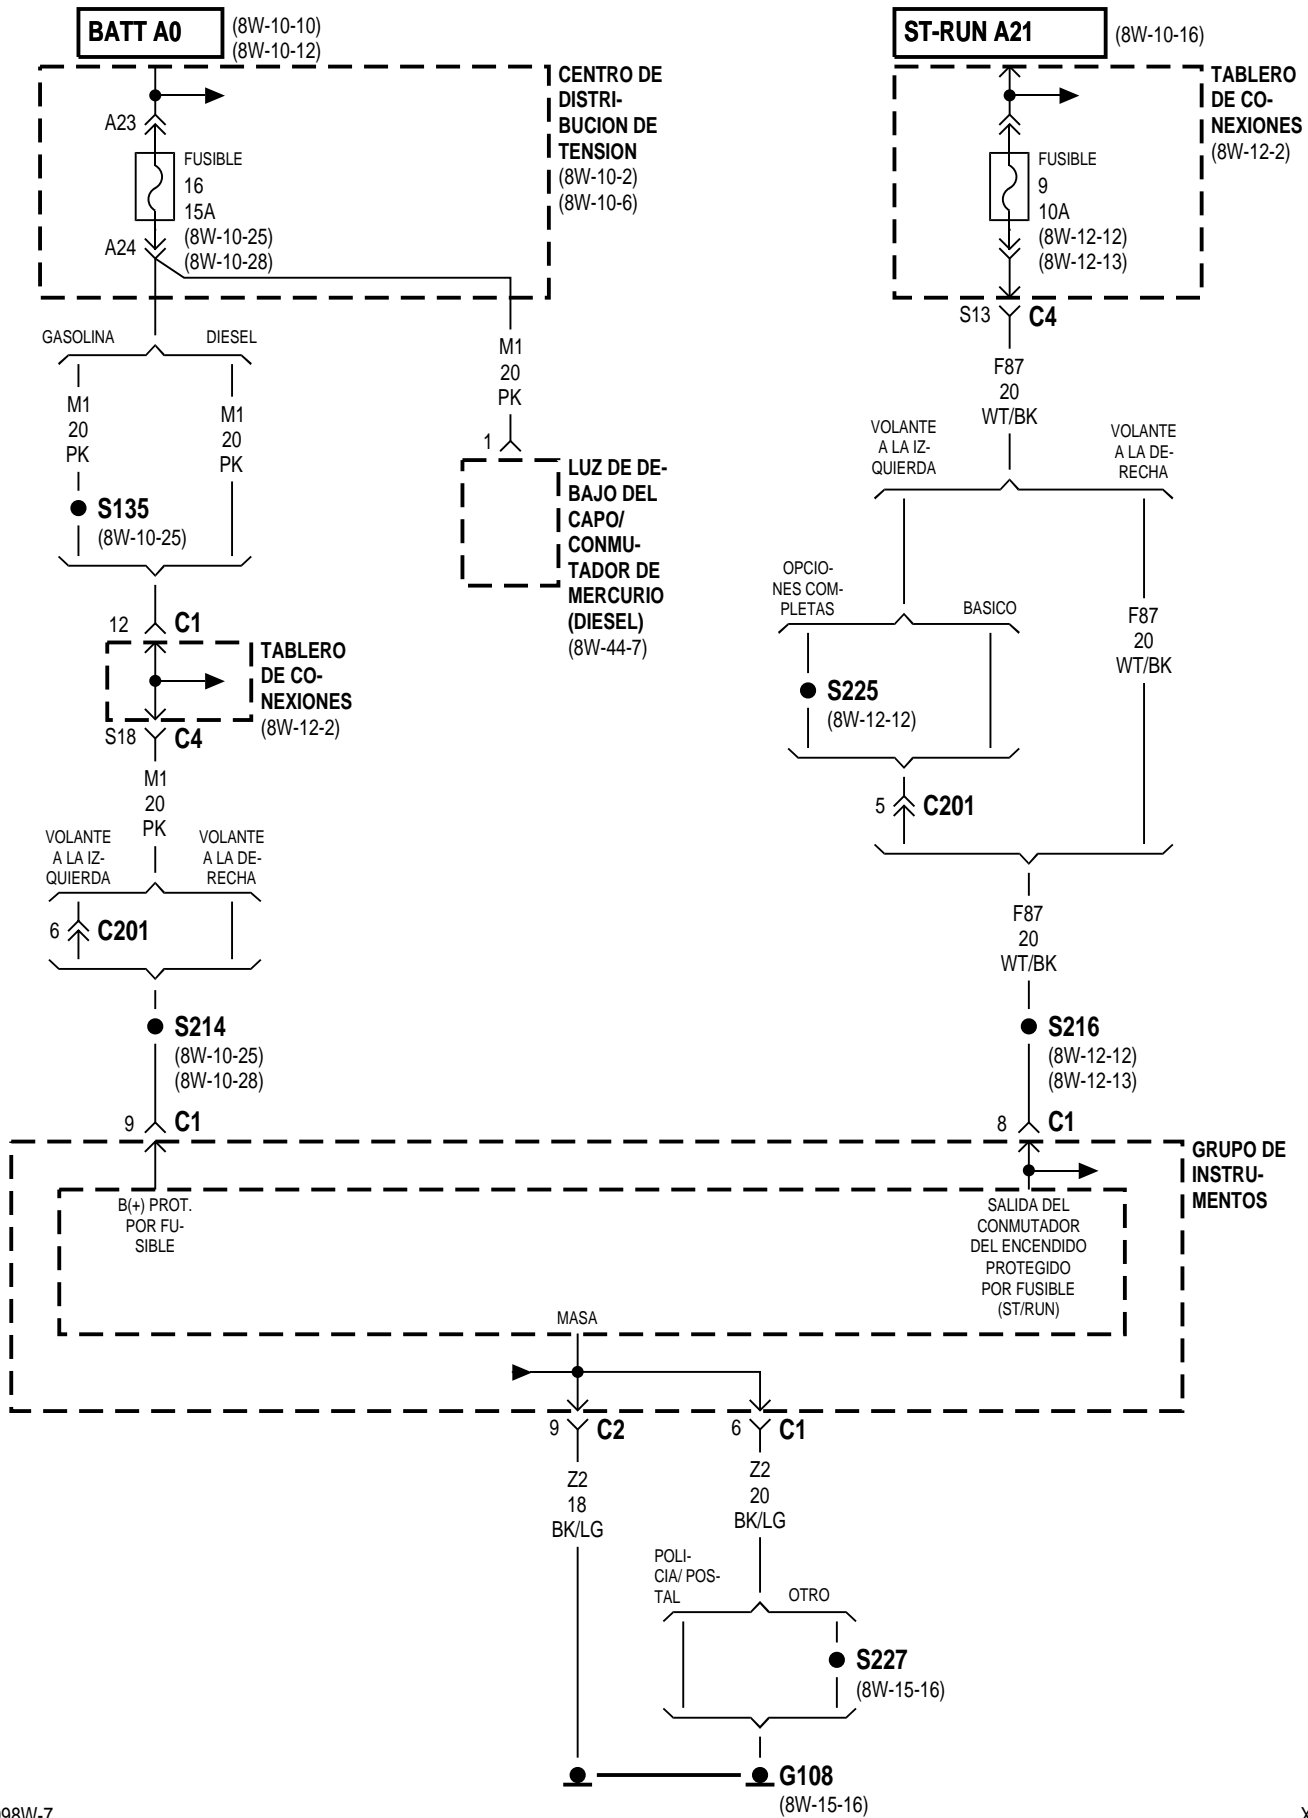 BATT A0
(8W-10-10)
(8W-10-12)
ST-RUN A21
(8W-10-16)
CENTRO DE
DISTRI-
BUCION DE
TENSION
(8W-10-2)
(8W-10-6)
A23
FUSIBLE
16
15A
(8W-10-25)
(8W-10-28)
A24
TABLERO
DE CO-
NEXIONES
(8W-12-2)
FUSIBLE
9
10A
(8W-12-12)
(8W-12-13)
S13
C4
GASOLINA
DIESEL
M1
20
PK
M1
20
PK
M1
20
PK
S135
(8W-10-25)
1
LUZ DE DE-
BAJO DEL
CAPO/
CONMU-
TADOR DE
MERCURIO
(DIESEL)
(8W-44-7)
F87
20
WT/BK
VOLANTE
A LA IZ-
QUIERDA
VOLANTE
A LA DE-
RECHA
OPCIO-
NES COM-
PLETAS
BASICO
F87
20
WT/BK
S225
(8W-12-12)
5
C201
12
C1
TABLERO
DE CO-
NEXIONES
(8W-12-2)
S18
C4
M1
20
PK
VOLANTE
A LA IZ-
QUIERDA
VOLANTE
A LA DE-
RECHA
6
C201
F87
20
WT/BK
S214
(8W-10-25)
(8W-10-28)
S216
(8W-12-12)
(8W-12-13)
9
C1
8
C1
GRUPO DE
INSTRU-
MENTOS
B(+) PROT.
POR FU-
SIBLE
SALIDA DEL
CONMUTADOR
DEL ENCENDIDO
PROTEGIDO
POR FUSIBLE
(ST/RUN)
MASA
9
C2
6
C1
Z2
18
BK/LG
Z2
20
BK/LG
POLI-
CIA/ POS-
TAL
OTRO
S227
(8W-15-16)
G108
(8W-15-16)